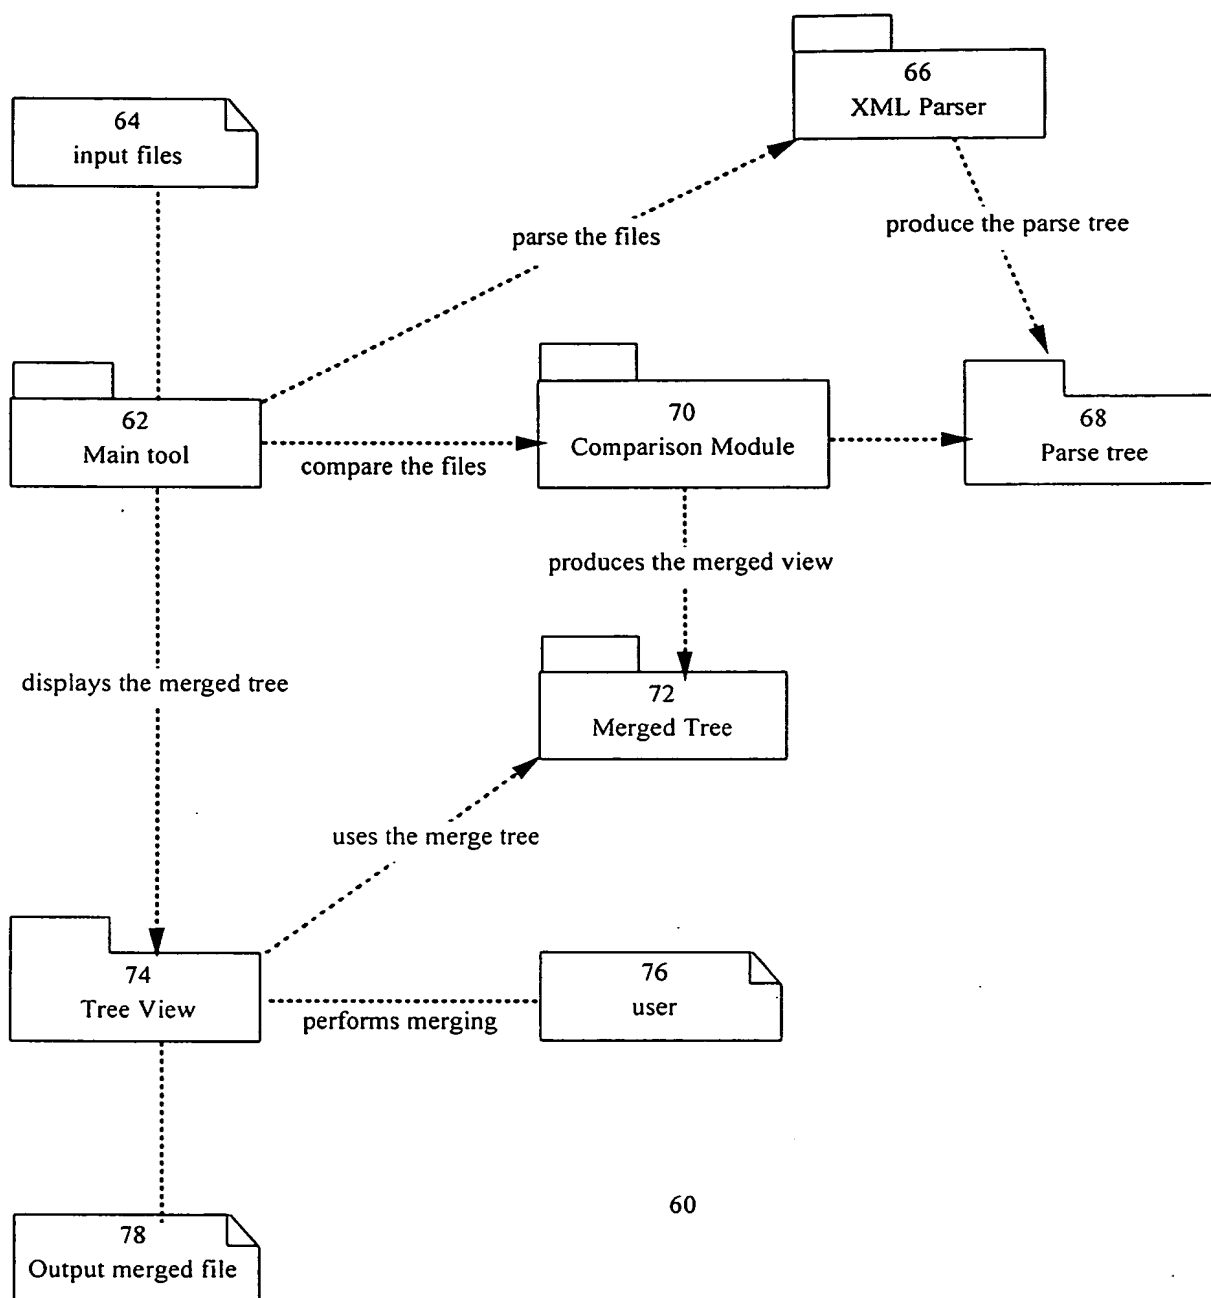 66
XML Parser
64
input files
produce the parse tree
parse the files
62
Main tool
compare the files
70
Comparison Module
68
Parse tree
produces the merged view
displays the merged tree
72
Merged Tree
uses the merge tree
74
Tree View
performs merging
76
user
60
78
Output merged file